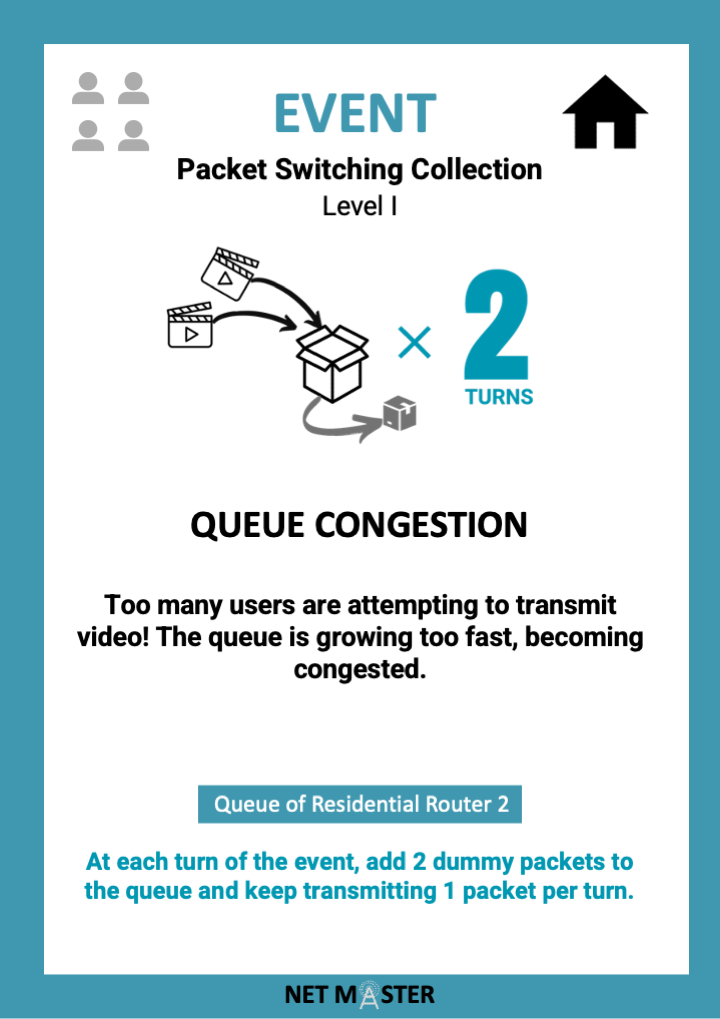 EVENT
Packet Switching Collection
Level I
× 2
TURNS
QUEUE CONGESTION
Too many users are attempting to transmit
video! The queue is growing too fast, becoming
congested.
Queue of Residential Router 2
At each turn of the event, add 2 dummy packets to
the queue and keep transmitting 1 packet per turn.
NET MASTER